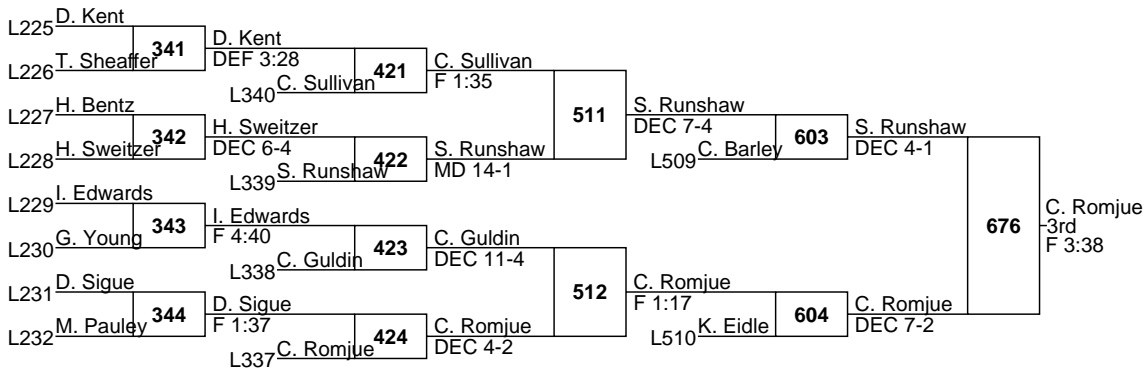 D. Kent
L225
341
D. Kent
T. Sheaffer
DEF 3:28
C. Sullivan
L226
421
C. Sullivan
F 1:35
L340
H. Bentz
L227
511
S. Runshaw
342
H. Sweitzer
DEC 7-4
H. Sweitzer
DEC 6-4
603
S. Runshaw
L228
422
S. Runshaw
C. Barley
DEC 4-1
S. Runshaw
MD 14-1
L509
L339
I. Edwards
L229
343
I. Edwards
C. Romjue
G. Young
F 4:40
676
3rd
L230
423
C. Guldin
F 3:38
C. Guldin
DEC 11-4
L338
D. Sigue
L231
512
C. Romjue
344
D. Sigue
F 1:17
M. Pauley
F 1:37
604
C. Romjue
L232
424
C. Romjue
K. Eidle
DEC 7-2
C. Romjue
DEC 4-2
L510
L337